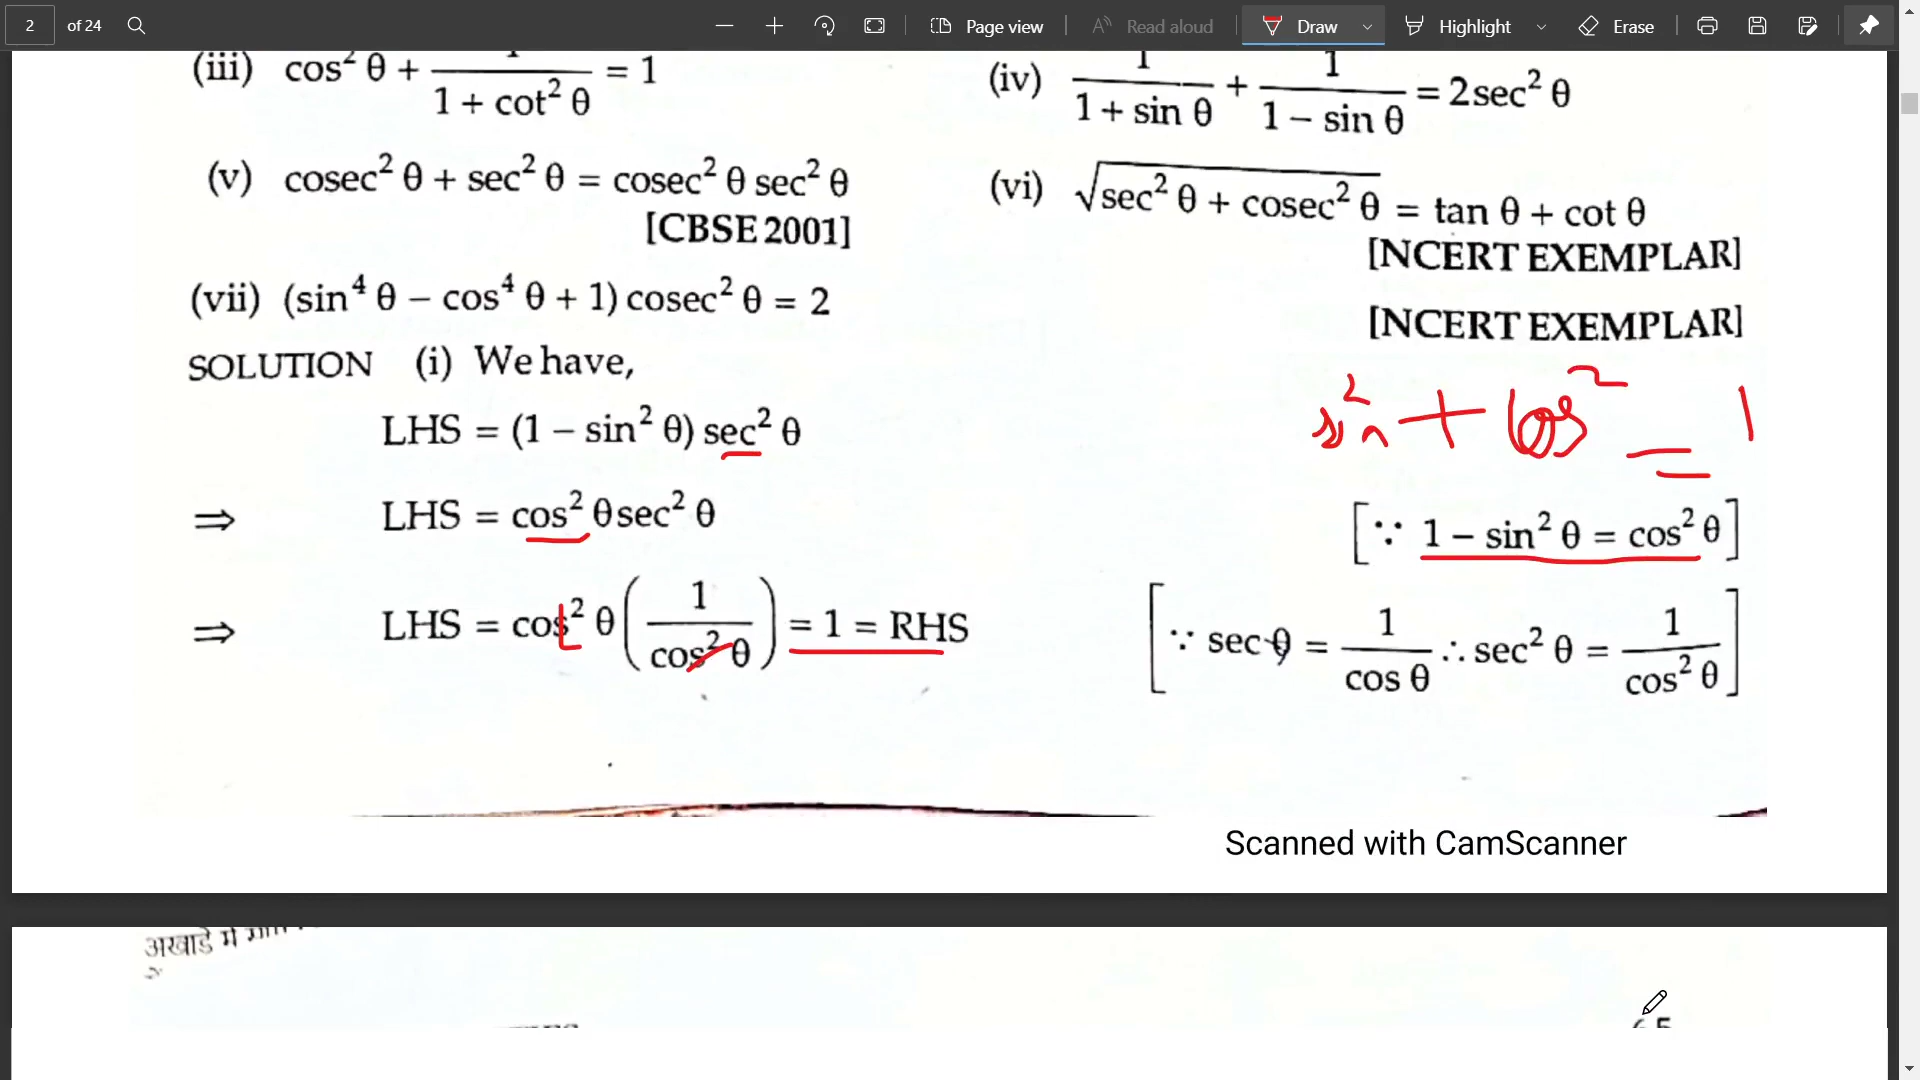 2 of 24 Page view Read aloud Draw Highlight Erase
(iii) cos² θ + 1/(1 + cot² θ) = 1
(iv) 1/(1 + sin θ) + 1/(1 − sin θ) = 2sec² θ
(v) cosec² θ + sec² θ = cosec² θ sec² θ
[CBSE 2001]
(vi) √(sec² θ + cosec² θ) = tan θ + cot θ
[NCERT EXEMPLAR]
(vii) (sin⁴ θ − cos⁴ θ + 1) cosec² θ = 2
[NCERT EXEMPLAR]
SOLUTION (i) We have,
LHS = (1 − sin² θ) sec² θ
sin² + cos² = 1
⇒ LHS = cos² θ sec² θ
[∵ 1 − sin² θ = cos² θ]
⇒ LHS = cos² θ (1/cos² θ) = 1 = RHS
[∵ sec θ = 1/cos θ ∴ sec² θ = 1/cos² θ]
Scanned with CamScanner
अखाडे में